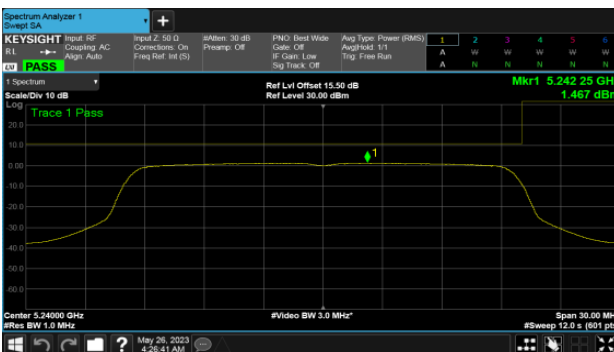 Spectrum Analyzer 1
Swept SA
KEYSIGHT Input: RF Input Z: 50 Ω #Atten: 30 dB PNO: Best Wide Avg Type: Power (RMS) 1 2 3 4 5 6
RL Coupling: AC Corrections: On Preamp: Off Gate: Off Avg|Hold: 1/1 A W W W W W
Align: Auto Freq Ref: Int (S) IF Gain: Low Trig: Free Run
LXI PASS Sig Track: Off A N N N N N
1 Spectrum Ref Lvl Offset 15.50 dB Mkr1 5.242 25 GH
Scale/Div 10 dB Ref Level 30.00 dBm 1.467 dBr
Log Trace 1 Pass
20.0
10.0
1
0.00
-10.0
-20.0
-30.0
-40.0
-50.0
-60.0
Center 5.24000 GHz #Video BW 3.0 MHz* Span 30.00 MH
#Res BW 1.0 MHz #Sweep 12.0 s (601 pts
? May 26, 2023
4:26:41 AM